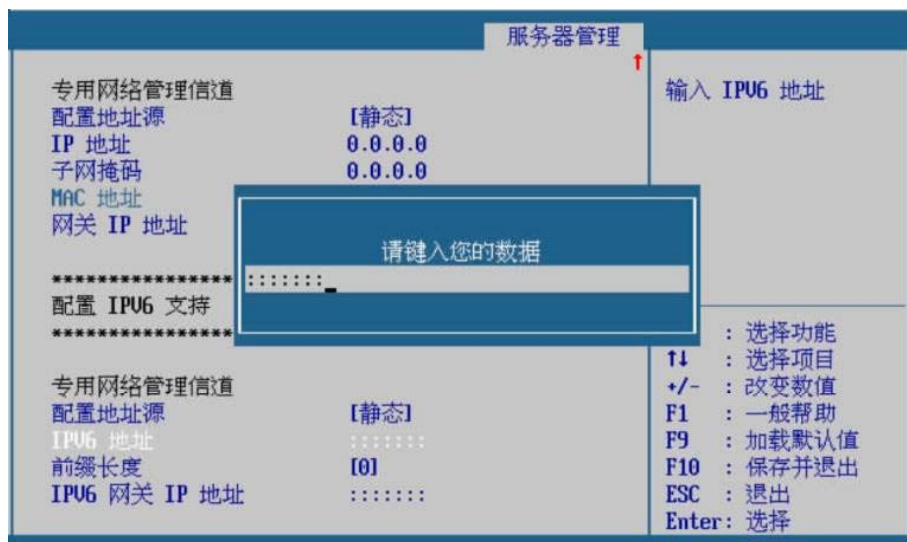 服务器管理
↑
专用网络管理信道
配置地址源 [静态]
IP 地址 0.0.0.0
子网掩码 0.0.0.0
MAC 地址
网关 IP 地址
****************
配置 IPV6 支持
****************
专用网络管理信道
配置地址源 [静态]
IPV6 地址 :::::::
前缀长度 [0]
IPV6 网关 IP 地址 :::::::
请键入您的数据
:::::::_
输入 IPV6 地址
: 选择功能
↑↓ : 选择项目
+/- : 改变数值
F1 : 一般帮助
F9 : 加载默认值
F10 : 保存并退出
ESC : 退出
Enter: 选择